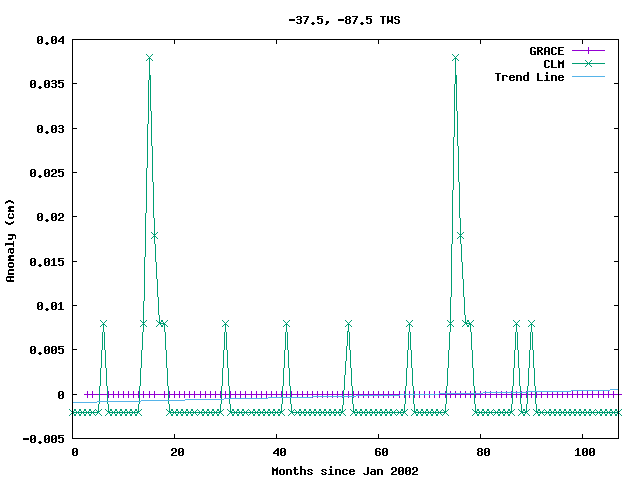 -37.5, -87.5 TWS
GRACE
CLM
Trend Line
0.04
0.035
0.03
0.025
0.02
0.015
0.01
0.005
0
-0.005
Anomaly (cm)
0 20 40 60 80 100
Months since Jan 2002